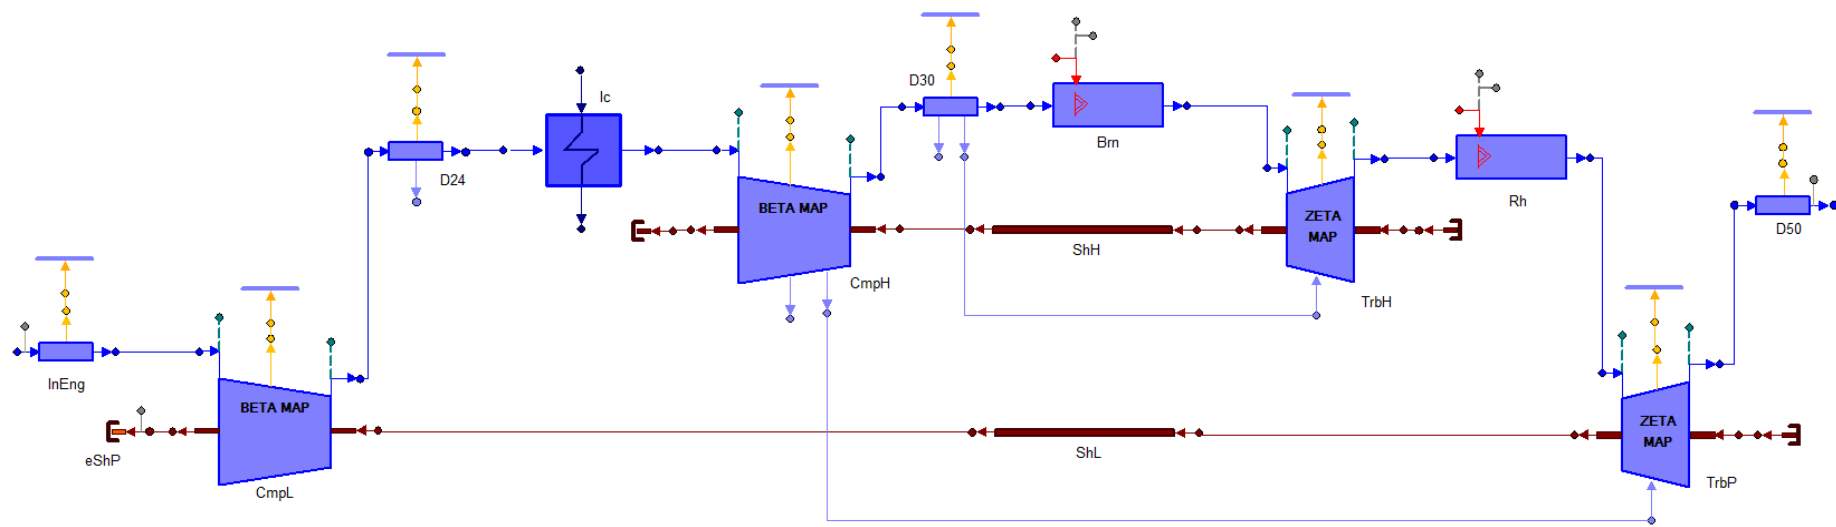 D30
Ic
Brn
D24
BETA MAP
ZETA
MAP
Rh
D50
ShH
CmpH
TrbH
InEng
BETA MAP
ZETA
MAP
eShP
ShL
CmpL
TrbP